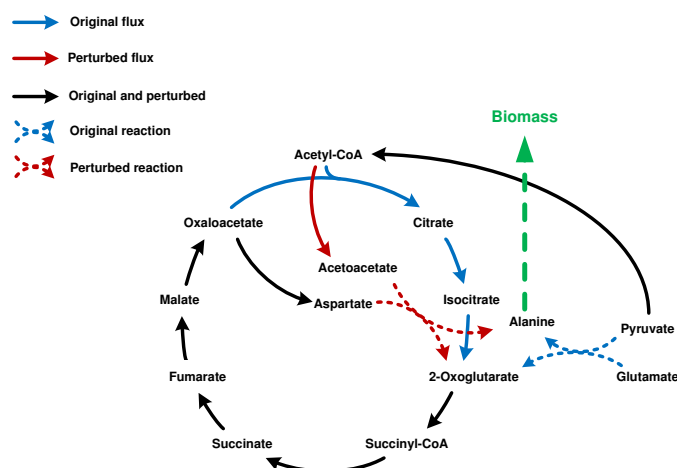 Original flux
Perturbed flux
Original and perturbed
Original reaction
Perturbed reaction
Biomass
Acetyl-CoA
Oxaloacetate
Citrate
Acetoacetate
Malate
Aspartate
Isocitrate
Alanine
Pyruvate
Fumarate
2-Oxoglutarate
Glutamate
Succinate
Succinyl-CoA